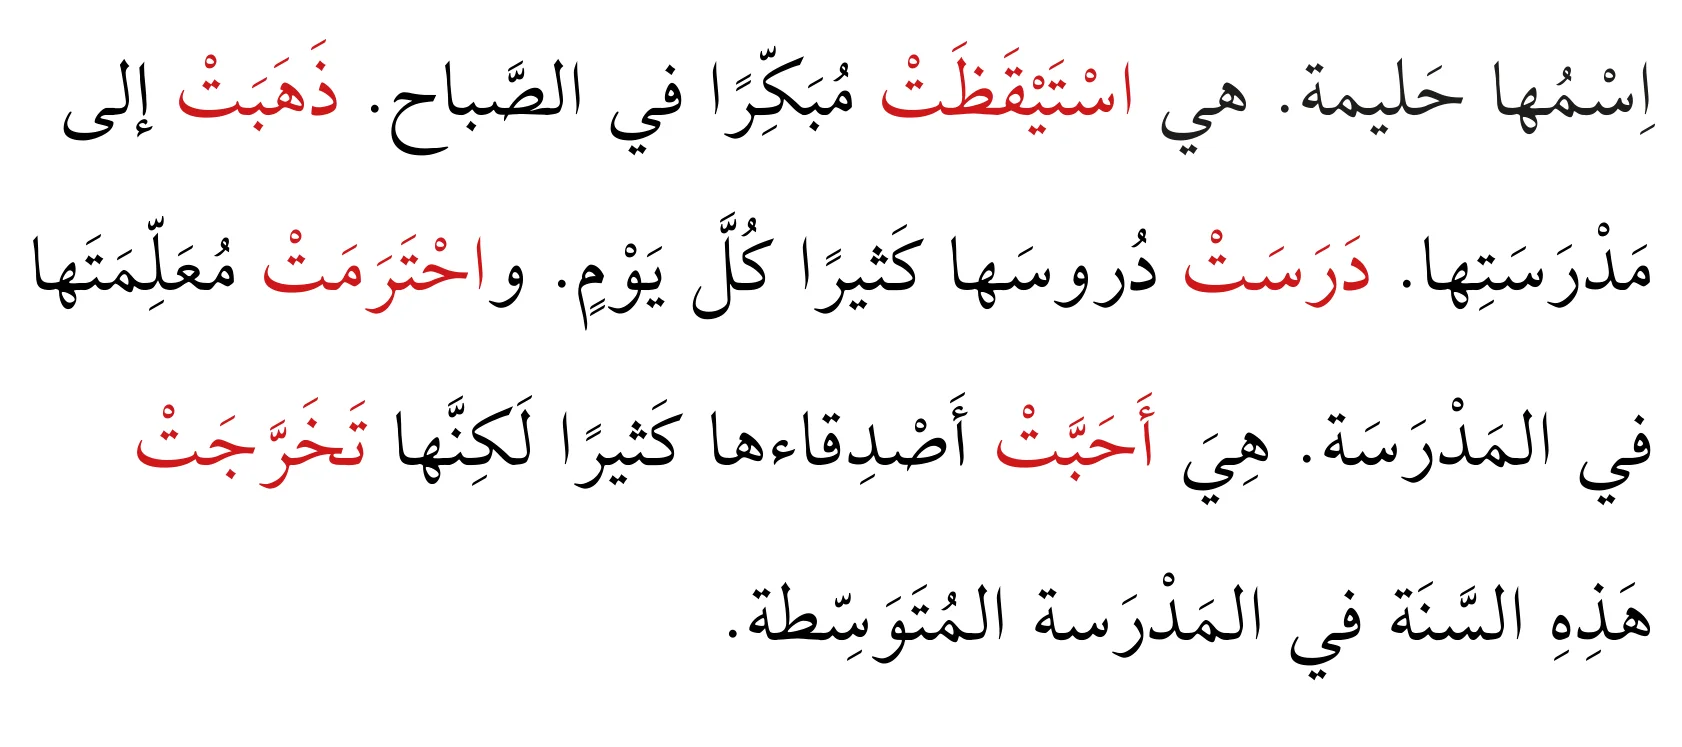 اِسْمُها حَليمة. هي اسْتَيْقَظَتْ مُبَكِّرًا في الصَّباح. ذَهَبَتْ إلى
مَدْرَسَتِها. دَرَسَتْ دُروسَها كَثيرًا كُلَّ يَوْمٍ. واحْتَرَمَتْ مُعَلِّمَتَها
في المَدْرَسَة. هِيَ أَحَبَّتْ أَصْدِقاءها كَثيرًا لَكِنَّها تَخَرَّجَتْ
هَذِهِ السَّنَة في المَدْرَسة المُتَوَسِّطة.